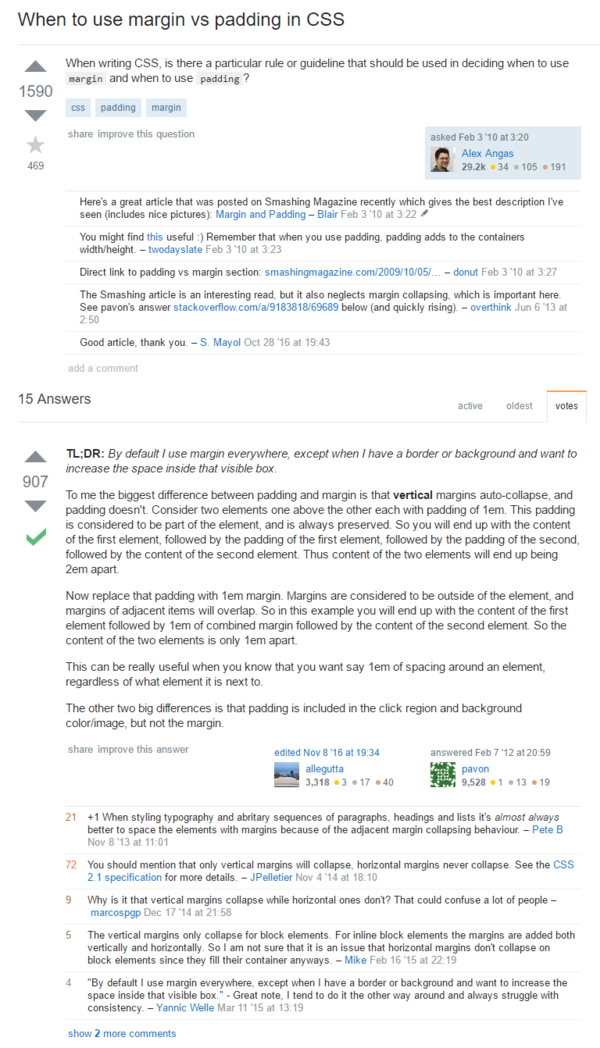 When to use margin vs padding in CSS
When writing CSS, is there a particular rule or guideline that should be used in deciding when to use
margin and when to use padding ?
1590
css padding margin
share improve this question
469
asked Feb 3 '10 at 3:20
Alex Angas
29.2k 34 105 191
Here's a great article that was posted on Smashing Magazine recently which gives the best description I've
seen (includes nice pictures): Margin and Padding – Blair Feb 3 '10 at 3:22
You might find this useful :) Remember that when you use padding, padding adds to the containers
width/height. – twodayslate Feb 3 '10 at 3:23
Direct link to padding vs margin section: smashingmagazine.com/2009/10/05/… – donut Feb 3 '10 at 3:27
The Smashing article is an interesting read, but it also neglects margin collapsing, which is important here.
See pavon's answer stackoverflow.com/a/9183818/69689 below (and quickly rising). – overthink Jun 6 '13 at
2:50
Good article, thank you. – S. Mayol Oct 28 '16 at 19:43
add a comment
15 Answers
active oldest votes
907
TL;DR: By default I use margin everywhere, except when I have a border or background and want to
increase the space inside that visible box.
To me the biggest difference between padding and margin is that vertical margins auto-collapse, and
padding doesn't. Consider two elements one above the other each with padding of 1em. This padding
is considered to be part of the element, and is always preserved. So you will end up with the content
of the first element, followed by the padding of the first element, followed by the padding of the second,
followed by the content of the second element. Thus content of the two elements will end up being
2em apart.
Now replace that padding with 1em margin. Margins are considered to be outside of the element, and
margins of adjacent items will overlap. So in this example you will end up with the content of the first
element followed by 1em of combined margin followed by the content of the second element. So the
content of the two elements is only 1em apart.
This can be really useful when you know that you want say 1em of spacing around an element,
regardless of what element it is next to.
The other two big differences is that padding is included in the click region and background
color/image, but not the margin.
share improve this answer
edited Nov 8 '16 at 19:34
allegutta
3,318 3 17 40
answered Feb 7 '12 at 20:59
pavon
9,528 1 13 19
21 +1 When styling typography and abritary sequences of paragraphs, headings and lists it's almost always
better to space the elements with margins because of the adjacent margin collapsing behaviour. – Pete B
Nov 8 '13 at 11:01
72 You should mention that only vertical margins will collapse, horizontal margins never collapse. See the CSS
2.1 specification for more details. – JPelletier Nov 4 '14 at 18:10
9 Why is it that vertical margins collapse while horizontal ones don't? That could confuse a lot of people –
marcospgp Dec 17 '14 at 21:58
5 The vertical margins only collapse for block elements. For inline block elements the margins are added both
vertically and horizontally. So I am not sure that it is an issue that horizontal margins don't collapse on
block elements since they fill their container anyways. – Mike Feb 16 '15 at 22:19
4 "By default I use margin everywhere, except when I have a border or background and want to increase the
space inside that visible box." - Great note, I tend to do it the other way around and always struggle with
consistency. – Yannic Welle Mar 11 '15 at 13:19
show 2 more comments